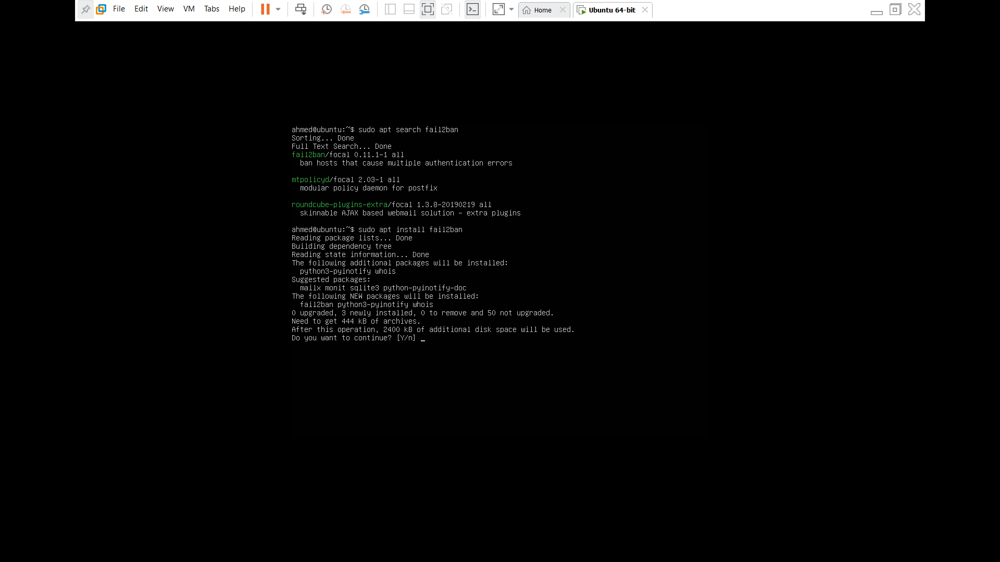 File Edit View VM Tabs Help Home Ubuntu 64-bit
ahmed@ubuntu:~$ sudo apt search fail2ban
Sorting... Done
Full Text Search... Done
fail2ban/focal 0.11.1-1 all
  ban hosts that cause multiple authentication errors

mtpolicyd/focal 2.03-1 all
  modular policy daemon for postfix

roundcube-plugins-extra/focal 1.3.8-20190219 all
  skinnable AJAX based webmail solution - extra plugins

ahmed@ubuntu:~$ sudo apt install fail2ban
Reading package lists... Done
Building dependency tree
Reading state information... Done
The following additional packages will be installed:
  python3-pyinotify whois
Suggested packages:
  mailx monit sqlite3 python-pyinotify-doc
The following NEW packages will be installed:
  fail2ban python3-pyinotify whois
0 upgraded, 3 newly installed, 0 to remove and 50 not upgraded.
Need to get 444 kB of archives.
After this operation, 2400 kB of additional disk space will be used.
Do you want to continue? [Y/n] _